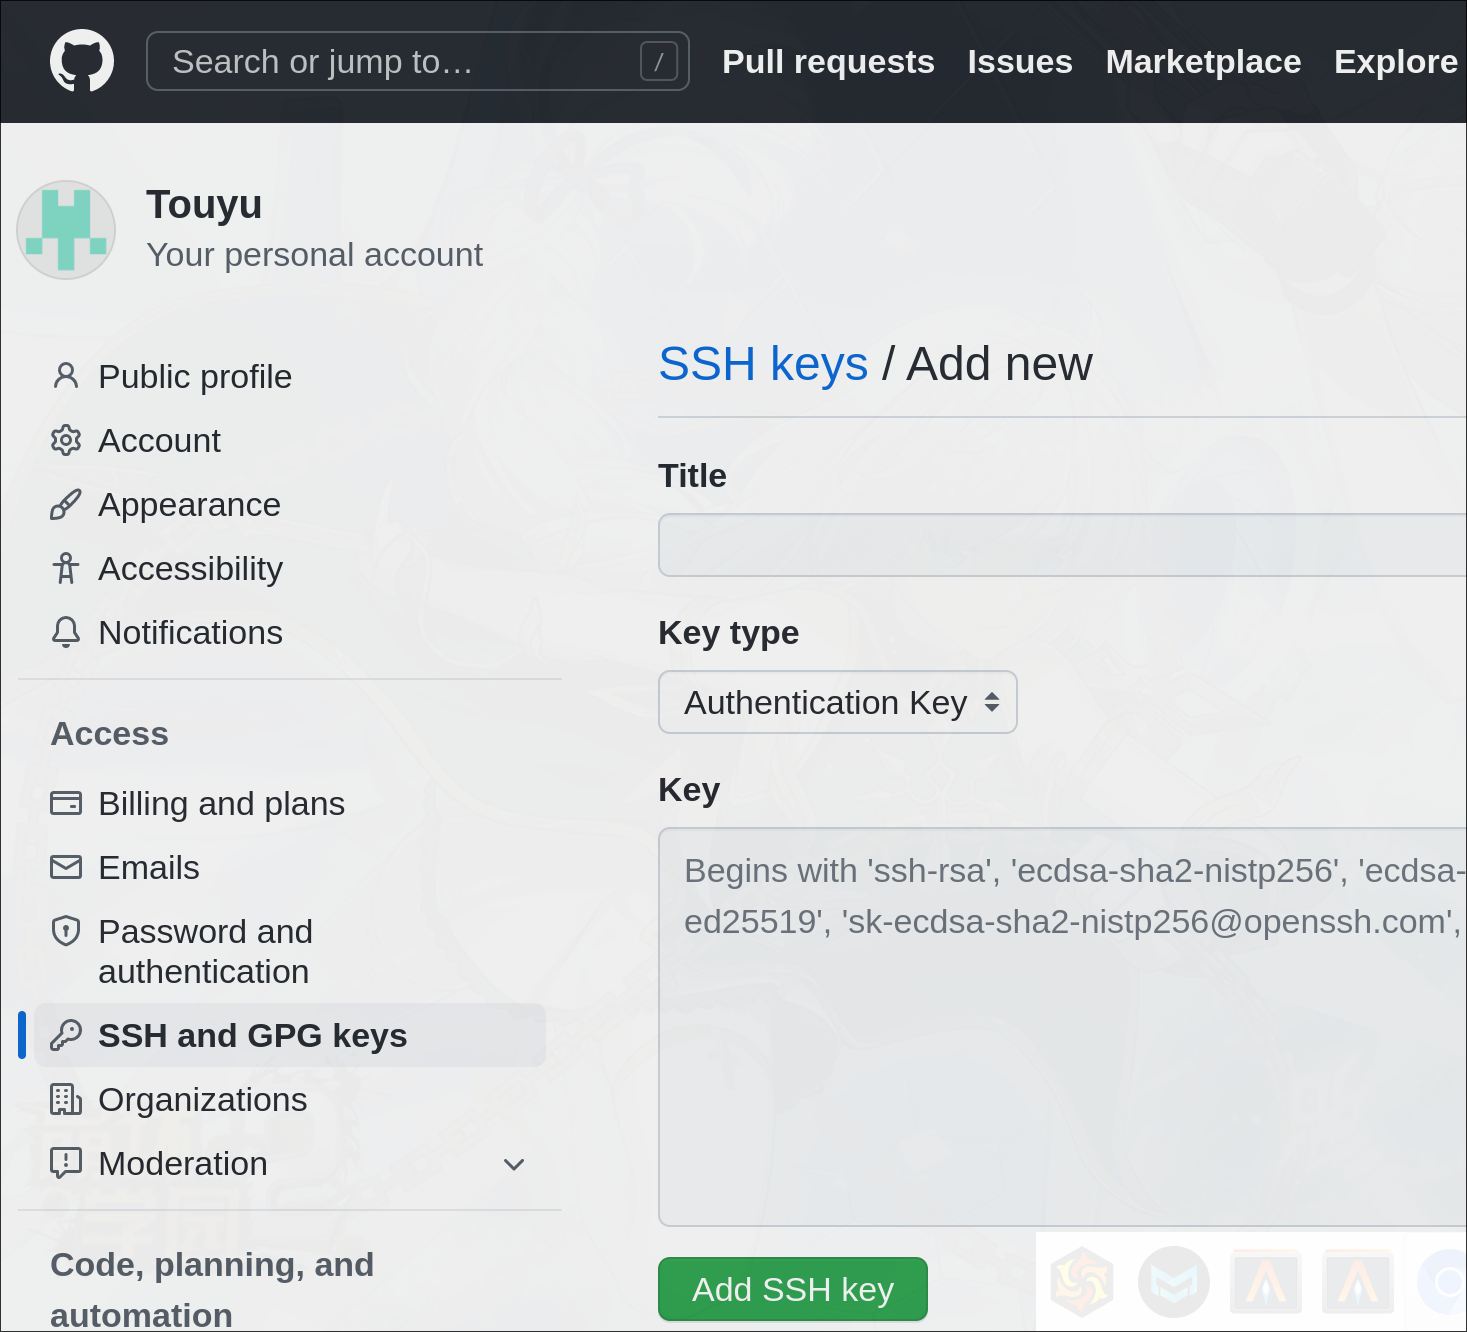 Search or jump to…
/
Pull requests
Issues
Marketplace
Explore
Touyu
Your personal account
Public profile
Account
Appearance
Accessibility
Notifications
Access
Billing and plans
Emails
Password and
authentication
SSH and GPG keys
Organizations
Moderation
Code, planning, and
automation
SSH keys / Add new
Title
Key type
Authentication Key
Key
Begins with 'ssh-rsa', 'ecdsa-sha2-nistp256', 'ecdsa-
ed25519', 'sk-ecdsa-sha2-nistp256@openssh.com',
Add SSH key